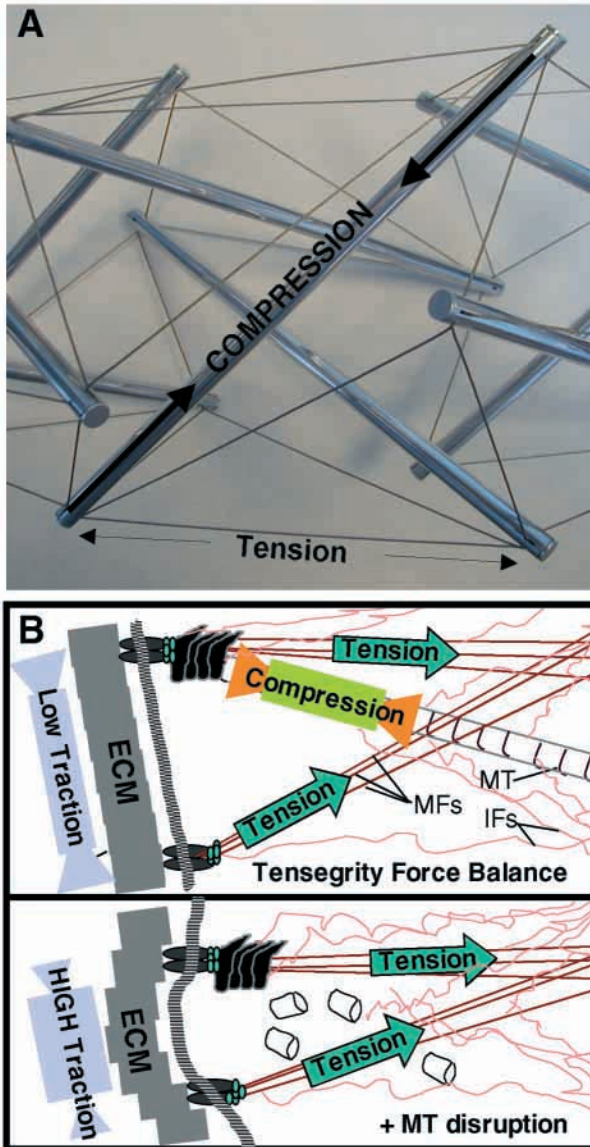 A
COMPRESSION
Tension
B
Tension
Compression
Low Traction
ECM
MT
Tension
MFs
IFs
Tensegrity Force Balance
Tension
HIGH Traction
ECM
Tension
+ MT disruption